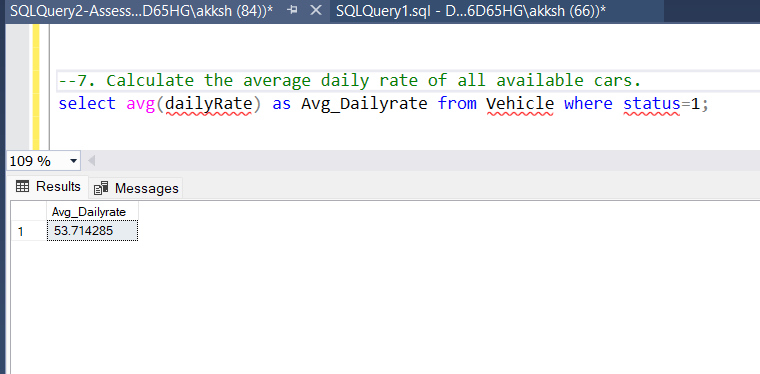 SQLQuery2-Assess...D65HG\akksh (84))* SQLQuery1.sql - D...6D65HG\akksh (66))*
--7. Calculate the average daily rate of all available cars.
select avg(dailyRate) as Avg_Dailyrate from Vehicle where status=1;
109 %
Results Messages
Avg_Dailyrate
1 53.714285